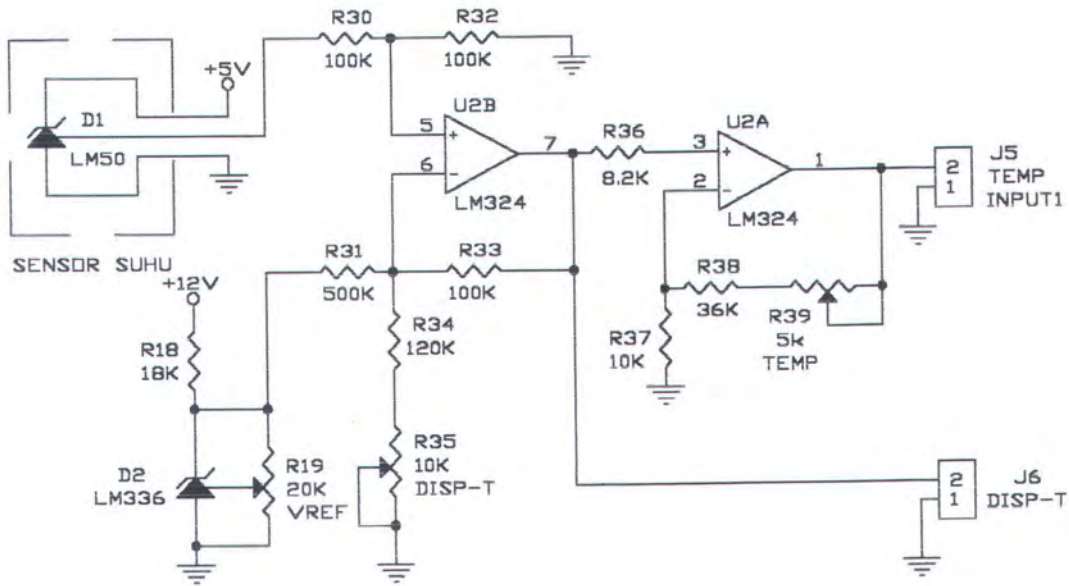 R30
100K
R32
100K
+5V
D1
LM50
SENSOR SUHU
U2B
5
+
6
-
7
LM324
R36
8.2K
U2A
3
+
2
-
1
LM324
J5
TEMP
INPUT1
2
1
R31
500K
R33
100K
R38
36K
R39
5k
TEMP
R37
10K
+12V
R18
18K
R34
120K
D2
LM336
R19
20K
VREF
R35
10K
DISP-T
J6
DISP-T
2
1